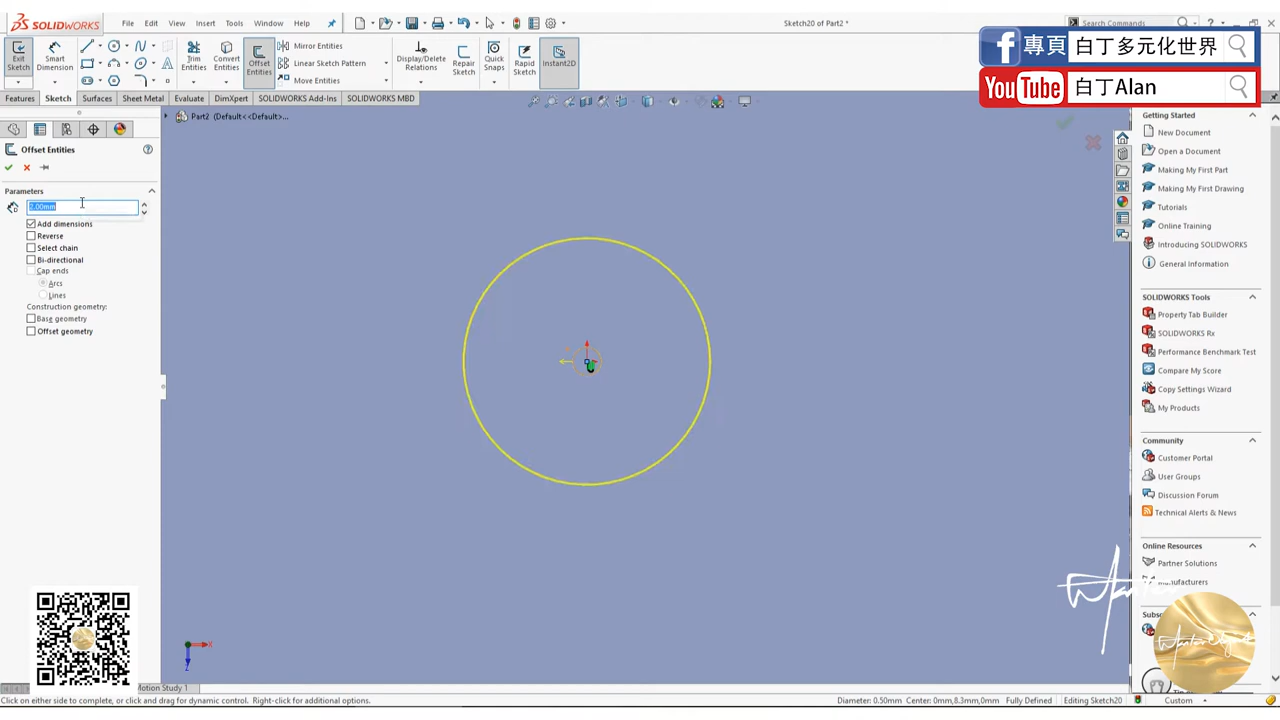 SOLIDWORKS
File
Edit
View
Insert
Tools
Window
Help
Sketch20 of Part2 *
Search Commands
Exit Sketch
Smart Dimension
Trim Entities
Convert Entities
Offset Entities
Mirror Entities
Linear Sketch Pattern
Move Entities
Display/Delete Relations
Repair Sketch
Quick Snaps
Rapid Sketch
Instant2D
專頁 白丁多元化世界
YouTube 白丁Alan
Features
Sketch
Surfaces
Sheet Metal
Evaluate
DimXpert
SOLIDWORKS Add-Ins
SOLIDWORKS MBD
Part2 (Default<<Default>...
Offset Entities
Parameters
2.00mm
Add dimensions
Reverse
Select chain
Bi-directional
Cap ends
Arcs
Lines
Construction geometry:
Base geometry
Offset geometry
Getting Started
New Document
Open a Document
Making My First Part
Making My First Drawing
Tutorials
Online Training
Introducing SOLIDWORKS
General Information
SOLIDWORKS Tools
Property Tab Builder
SOLIDWORKS Rx
Performance Benchmark Test
Compare My Score
Copy Settings Wizard
My Products
Community
Customer Portal
User Groups
Discussion Forum
Technical Alerts & News
Online Resources
Partner Solutions
X
Z
Motion Study 1
Click on either side to complete, or click and drag for dynamic control. Right-click for additional options.
Diameter: 0.50mm
Center: 0mm,8.3mm,0mm
Fully Defined
Editing Sketch20
Custom